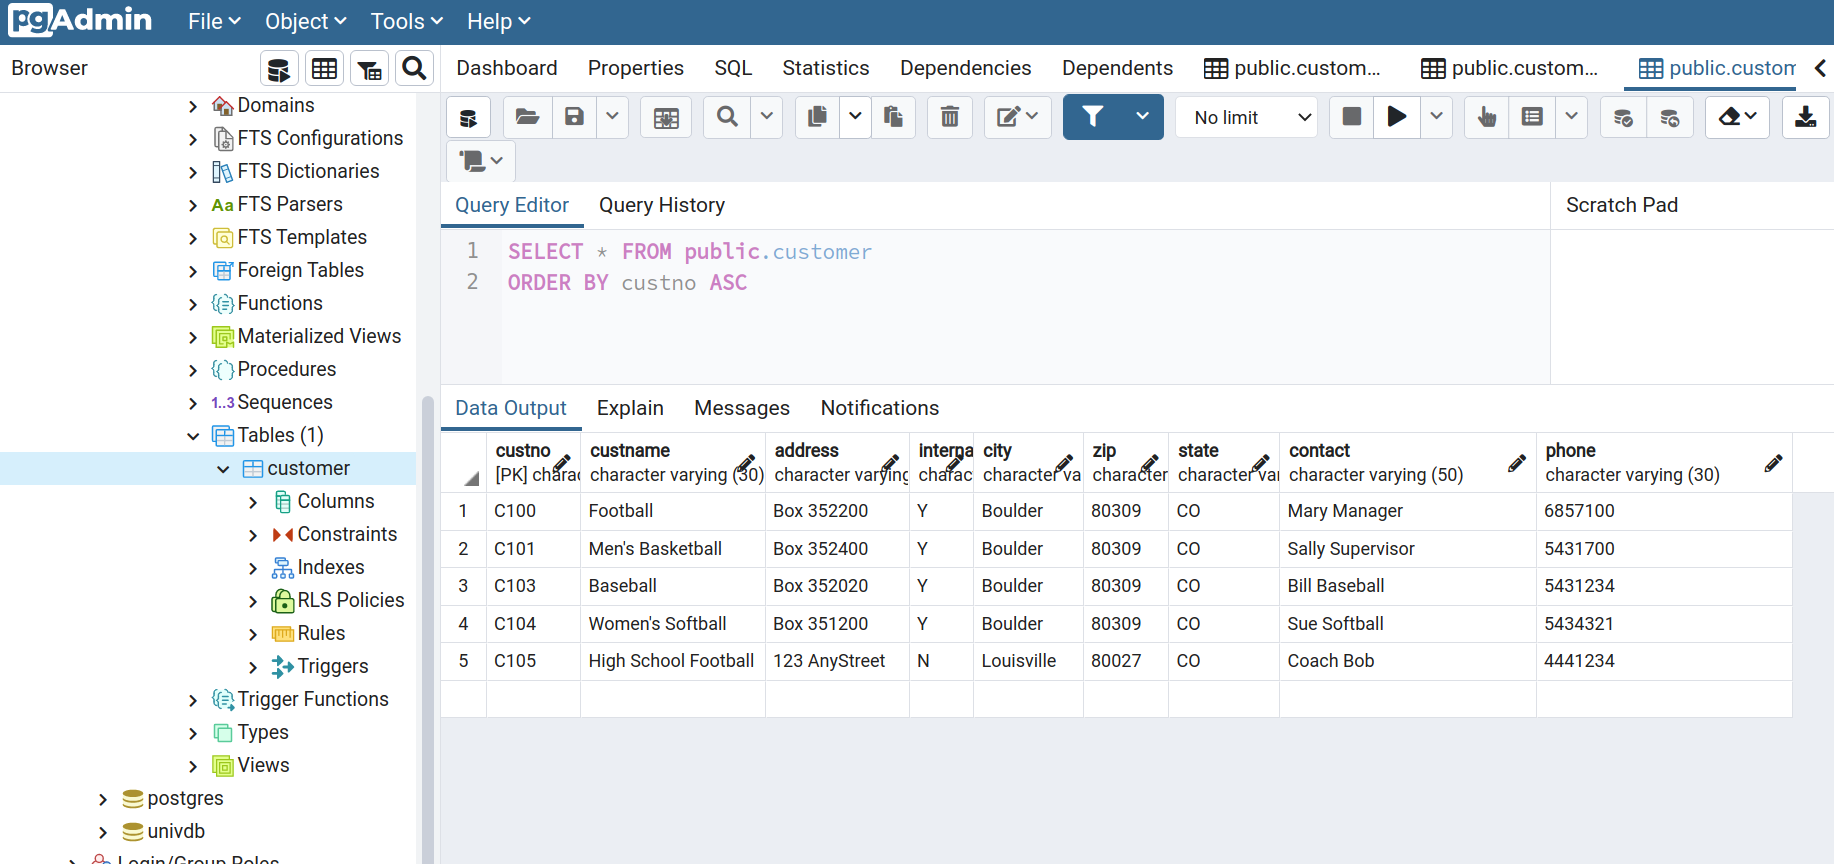 pgAdmin File Object Tools Help
Browser
Dashboard Properties SQL Statistics Dependencies Dependents public.custom... public.custom... public.custom
Domains
FTS Configurations
FTS Dictionaries
Aa FTS Parsers
FTS Templates
Foreign Tables
Functions
Materialized Views
Procedures
1..3 Sequences
Tables (1)
customer
Columns
Constraints
Indexes
RLS Policies
Rules
Triggers
Trigger Functions
Types
Views
postgres
univdb
Login/Group Roles
No limit
Query Editor Query History Scratch Pad
1 SELECT * FROM public.customer
2 ORDER BY custno ASC
Data Output Explain Messages Notifications
custno custname address interna city zip state contact phone
[PK] charac character varying (30) character varying charac character va character character var character varying (50) character varying (30)
1 C100 Football Box 352200 Y Boulder 80309 CO Mary Manager 6857100
2 C101 Men's Basketball Box 352400 Y Boulder 80309 CO Sally Supervisor 5431700
3 C103 Baseball Box 352020 Y Boulder 80309 CO Bill Baseball 5431234
4 C104 Women's Softball Box 351200 Y Boulder 80309 CO Sue Softball 5434321
5 C105 High School Football 123 AnyStreet N Louisville 80027 CO Coach Bob 4441234